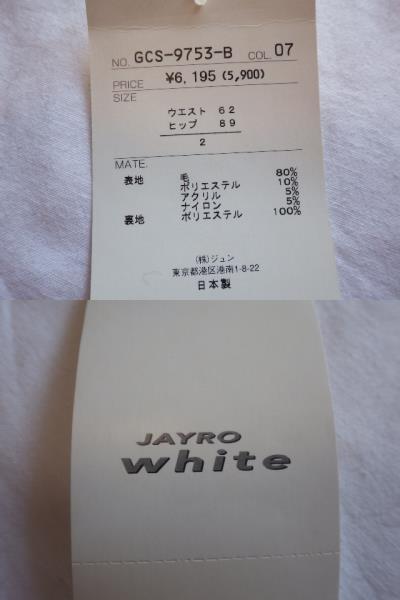 NO. GCS-9753-B COL. 07
PRICE ¥6,195 (5,900)
SIZE
ウエスト 62
ヒップ 89
2
MATE.
表地 毛 80%
ポリエステル 10%
アクリル 5%
ナイロン 5%
裏地 ポリエステル 100%
(株)ジュン
東京都港区港南1-8-22
日本製
JAYRO
white